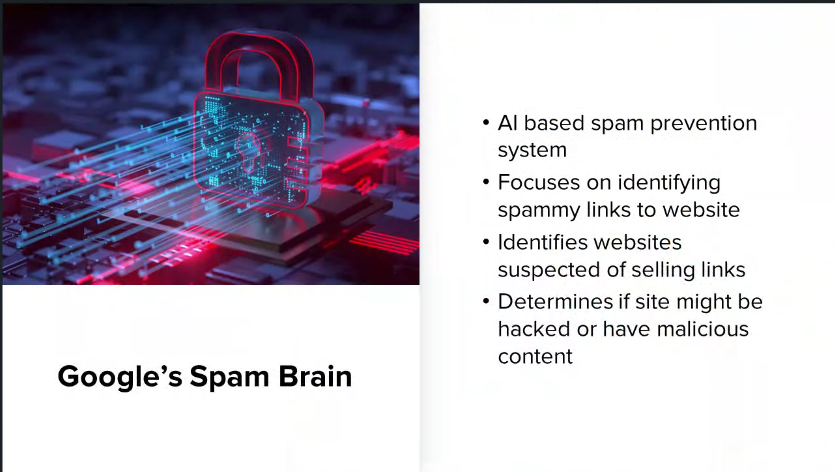 Google's Spam Brain
• AI based spam prevention
system
• Focuses on identifying
spammy links to website
• Identifies websites
suspected of selling links
• Determines if site might be
hacked or have malicious
content